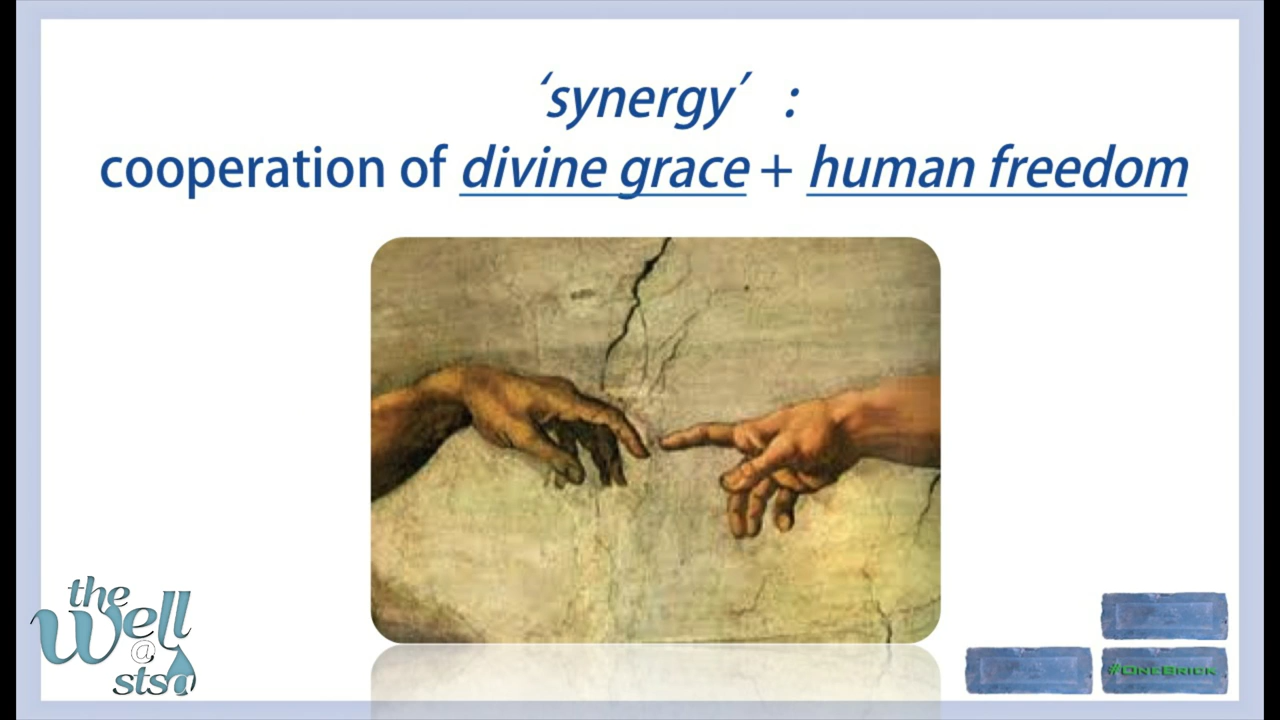 ‘synergy’ :
cooperation of divine grace + human freedom
the
well
@
stsa
#OneBrick